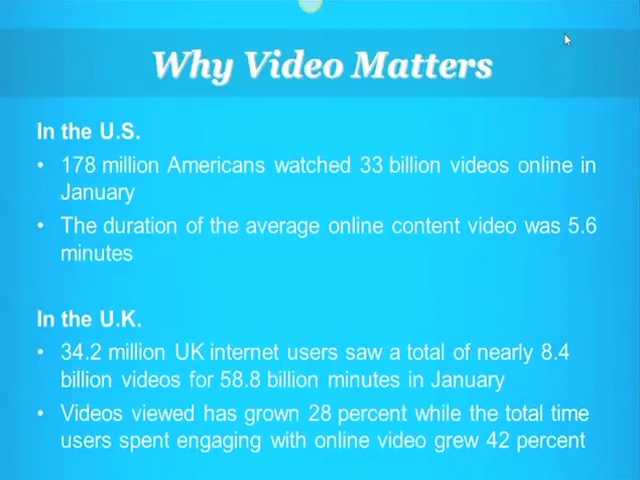 Why Video Matters
In the U.S.
• 178 million Americans watched 33 billion videos online in
January
• The duration of the average online content video was 5.6
minutes
In the U.K.
• 34.2 million UK internet users saw a total of nearly 8.4
billion videos for 58.8 billion minutes in January
• Videos viewed has grown 28 percent while the total time
users spent engaging with online video grew 42 percent